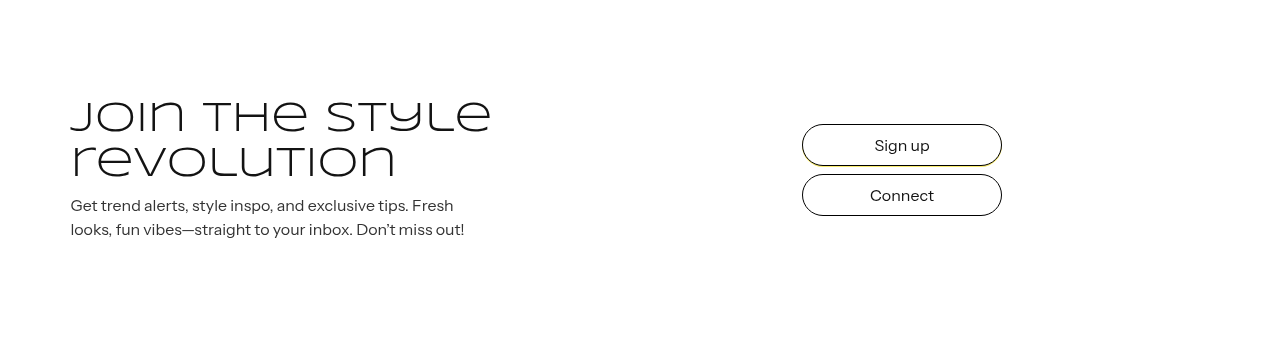 Join the style
revolution
Get trend alerts, style inspo, and exclusive tips. Fresh
looks, fun vibes—straight to your inbox. Don’t miss out!
Sign up
Connect